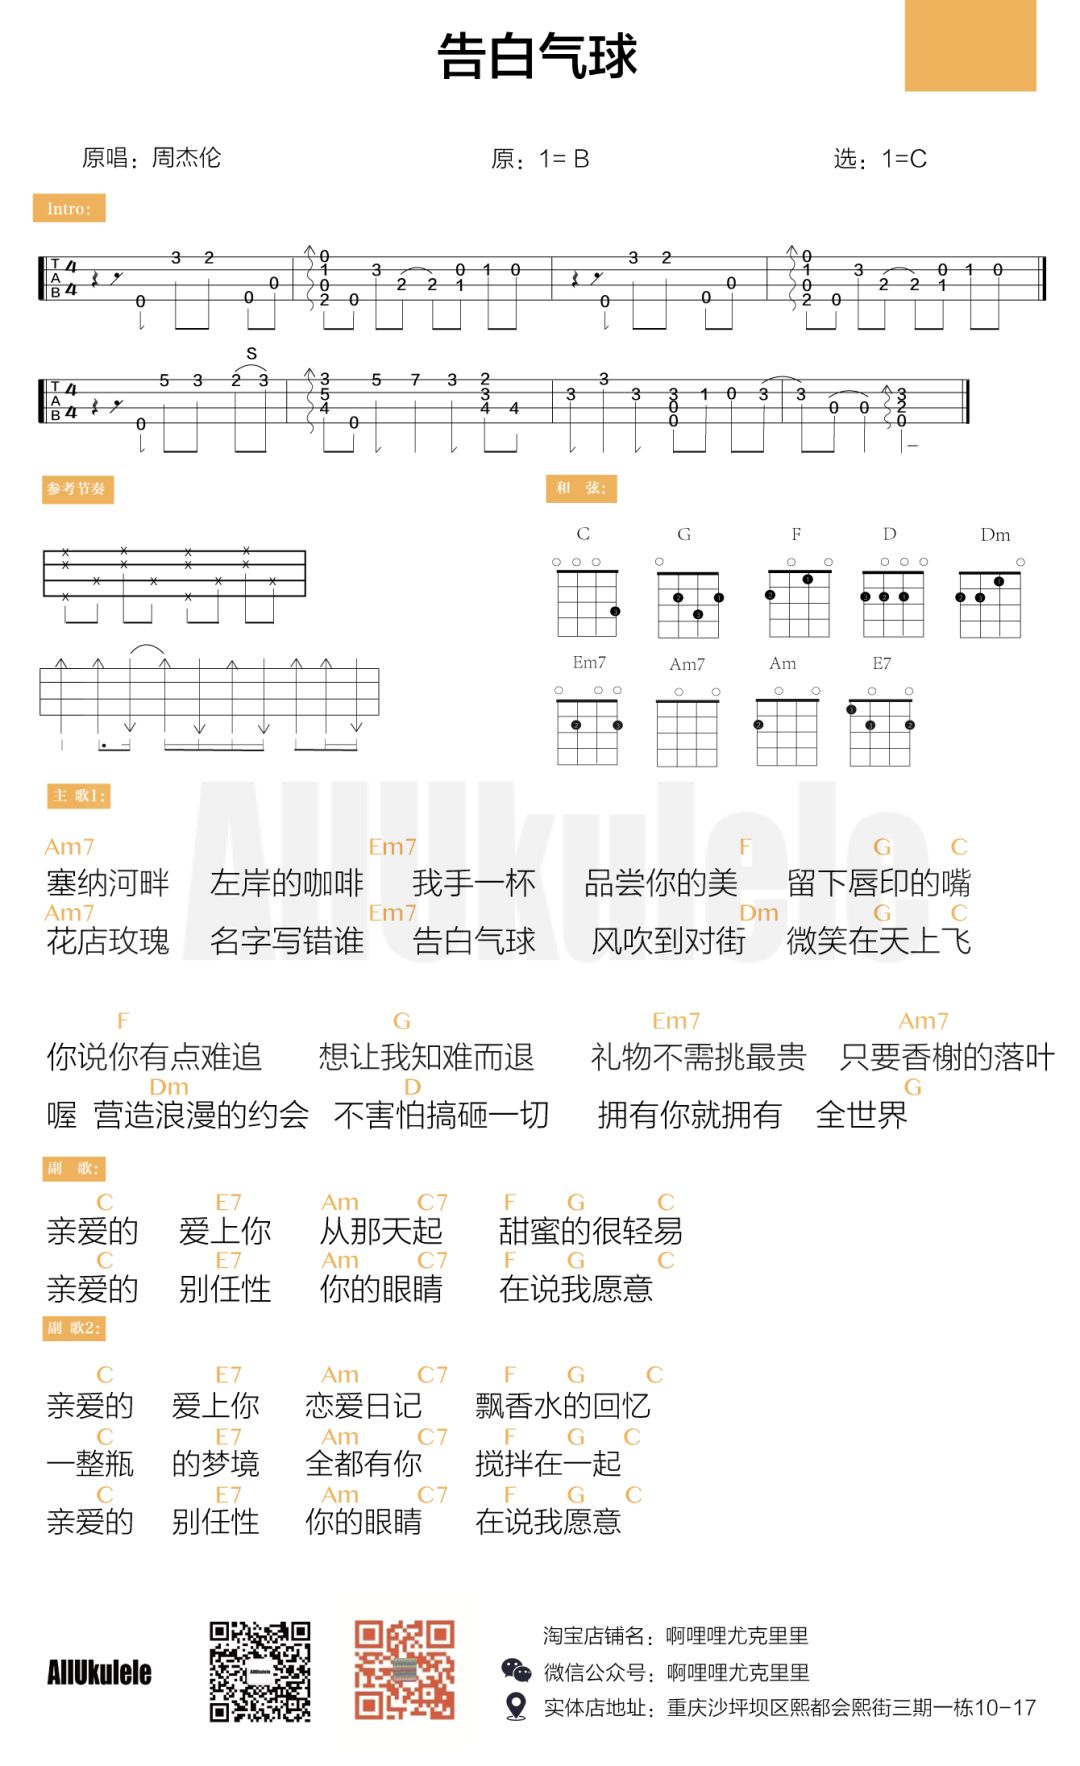 告白气球
原唱：周杰伦 原：1= B 选：1=C
Intro:
3 2 0 3 0 1 0 3 2 0 3 0 1 0
0 0 0 1 0 2 0 2 2 1 0 0 0 1 0 2 0 2 2 1
T A B 4 4
S
5 3 2 3 3 5 7 3 2 3
0 5 4 0 3 4 4 3 3 3 0 0 1 0 3 3 0 0 3 2 0
T A B 4 4
参考节奏 和 弦：
C G F D Dm
Em7 Am7 Am E7
主 歌1：
Am7 Em7 F G C
塞纳河畔 左岸的咖啡 我手一杯 品尝你的美 留下唇印的嘴
Am7 Em7 Dm G C
花店玫瑰 名字写错谁 告白气球 风吹到对街 微笑在天上飞
F G Em7 Am7
你说你有点难追 想让我知难而退 礼物不需挑最贵 只要香榭的落叶
Dm D G
喔 营造浪漫的约会 不害怕搞砸一切 拥有你就拥有 全世界
副 歌：
C E7 Am C7 F G C
亲爱的 爱上你 从那天起 甜蜜的很轻易
C E7 Am C7 F G C
亲爱的 别任性 你的眼睛 在说我愿意
副 歌2：
C E7 Am C7 F G C
亲爱的 爱上你 恋爱日记 飘香水的回忆
C E7 Am C7 F G C
一整瓶 的梦境 全都有你 搅拌在一起
C E7 Am C7 F G C
亲爱的 别任性 你的眼睛 在说我愿意
AllUkulele
淘宝店铺名：啊哩哩尤克里里
微信公众号：啊哩哩尤克里里
实体店地址：重庆沙坪坝区熙都会熙街三期一栋10-17